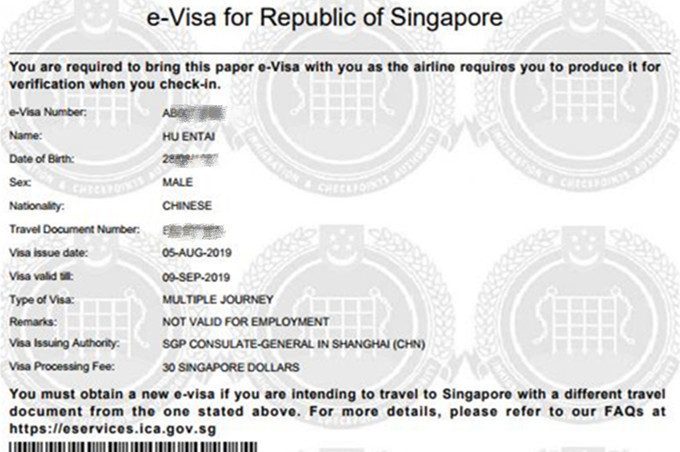 e-Visa for Republic of Singapore
You are required to bring this paper e-Visa with you as the airline requires you to produce it for
verification when you check-in.
e-Visa Number:
Name: HU ENTAI
Date of Birth:
Sex: MALE
Nationality: CHINESE
Travel Document Number:
Visa issue date: 05-AUG-2019
Visa valid till: 09-SEP-2019
Type of Visa: MULTIPLE JOURNEY
Remarks: NOT VALID FOR EMPLOYMENT
Visa Issuing Authority: SGP CONSULATE-GENERAL IN SHANGHAI (CHN)
Visa Processing Fee: 30 SINGAPORE DOLLARS
You must obtain a new e-visa if you are intending to travel to Singapore with a different travel
document from the one stated above. For more details, please refer to our FAQs at
https://eservices.ica.gov.sg
IMMIGRATION & CHECKPOINTS AUTHORITY